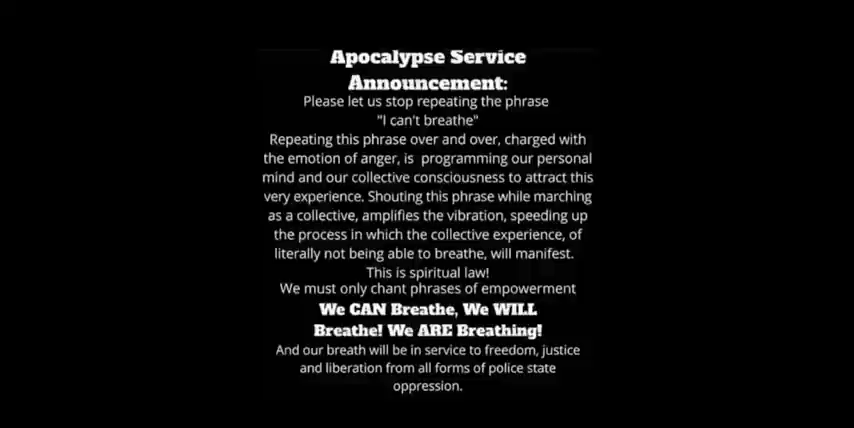 Apocalypse Service
Announcement:
Please let us stop repeating the phrase
"I can't breathe"
Repeating this phrase over and over, charged with
the emotion of anger, is programming our personal
mind and our collective consciousness to attract this
very experience. Shouting this phrase while marching
as a collective, amplifies the vibration, speeding up
the process in which the collective experience, of
literally not being able to breathe, will manifest.
This is spiritual law!
We must only chant phrases of empowerment
We CAN Breathe, We WILL
Breathe! We ARE Breathing!
And our breath will be in service to freedom, justice
and liberation from all forms of police state
oppression.